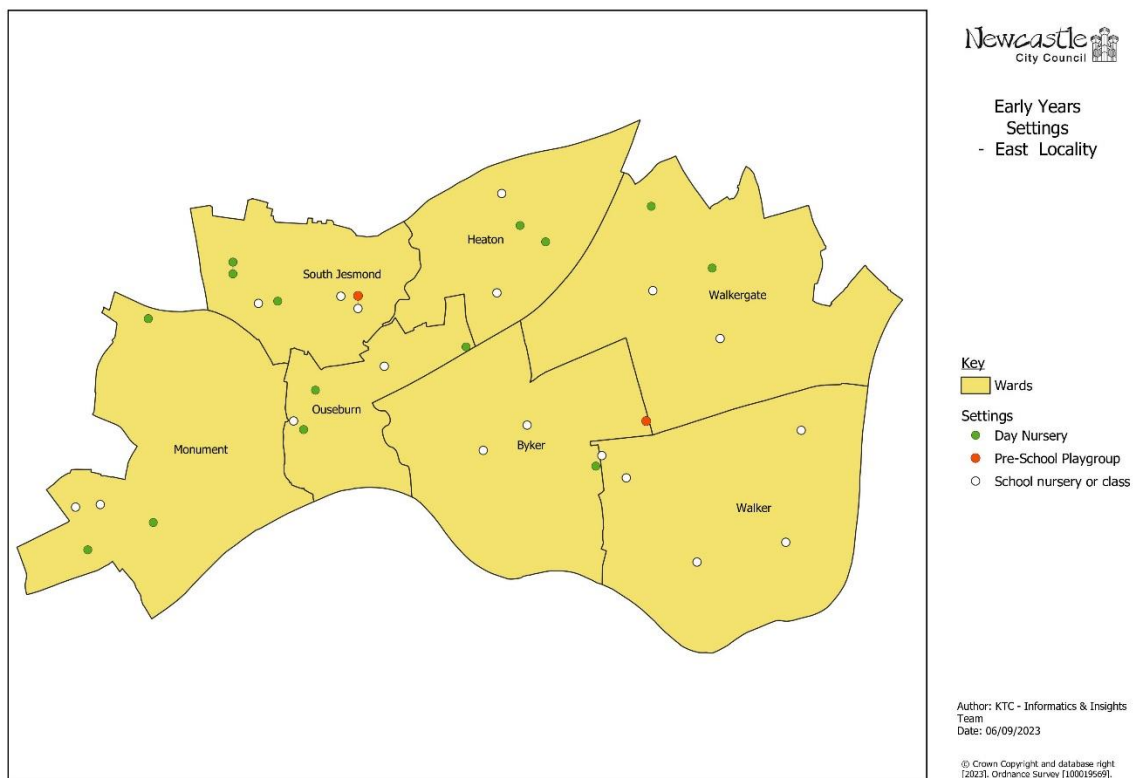 Newcastle
City Council
Early Years
Settings
- East Locality
Heaton
South Jesmond
Walkergate
Ouseburn
Monument
Byker
Walker
Key
Wards
Settings
Day Nursery
Pre-School Playgroup
School nursery or class
Author: KTC - Informatics & Insights
Team
Date: 06/09/2023
© Crown Copyright and database right
[2023]. Ordnance Survey [100019569].